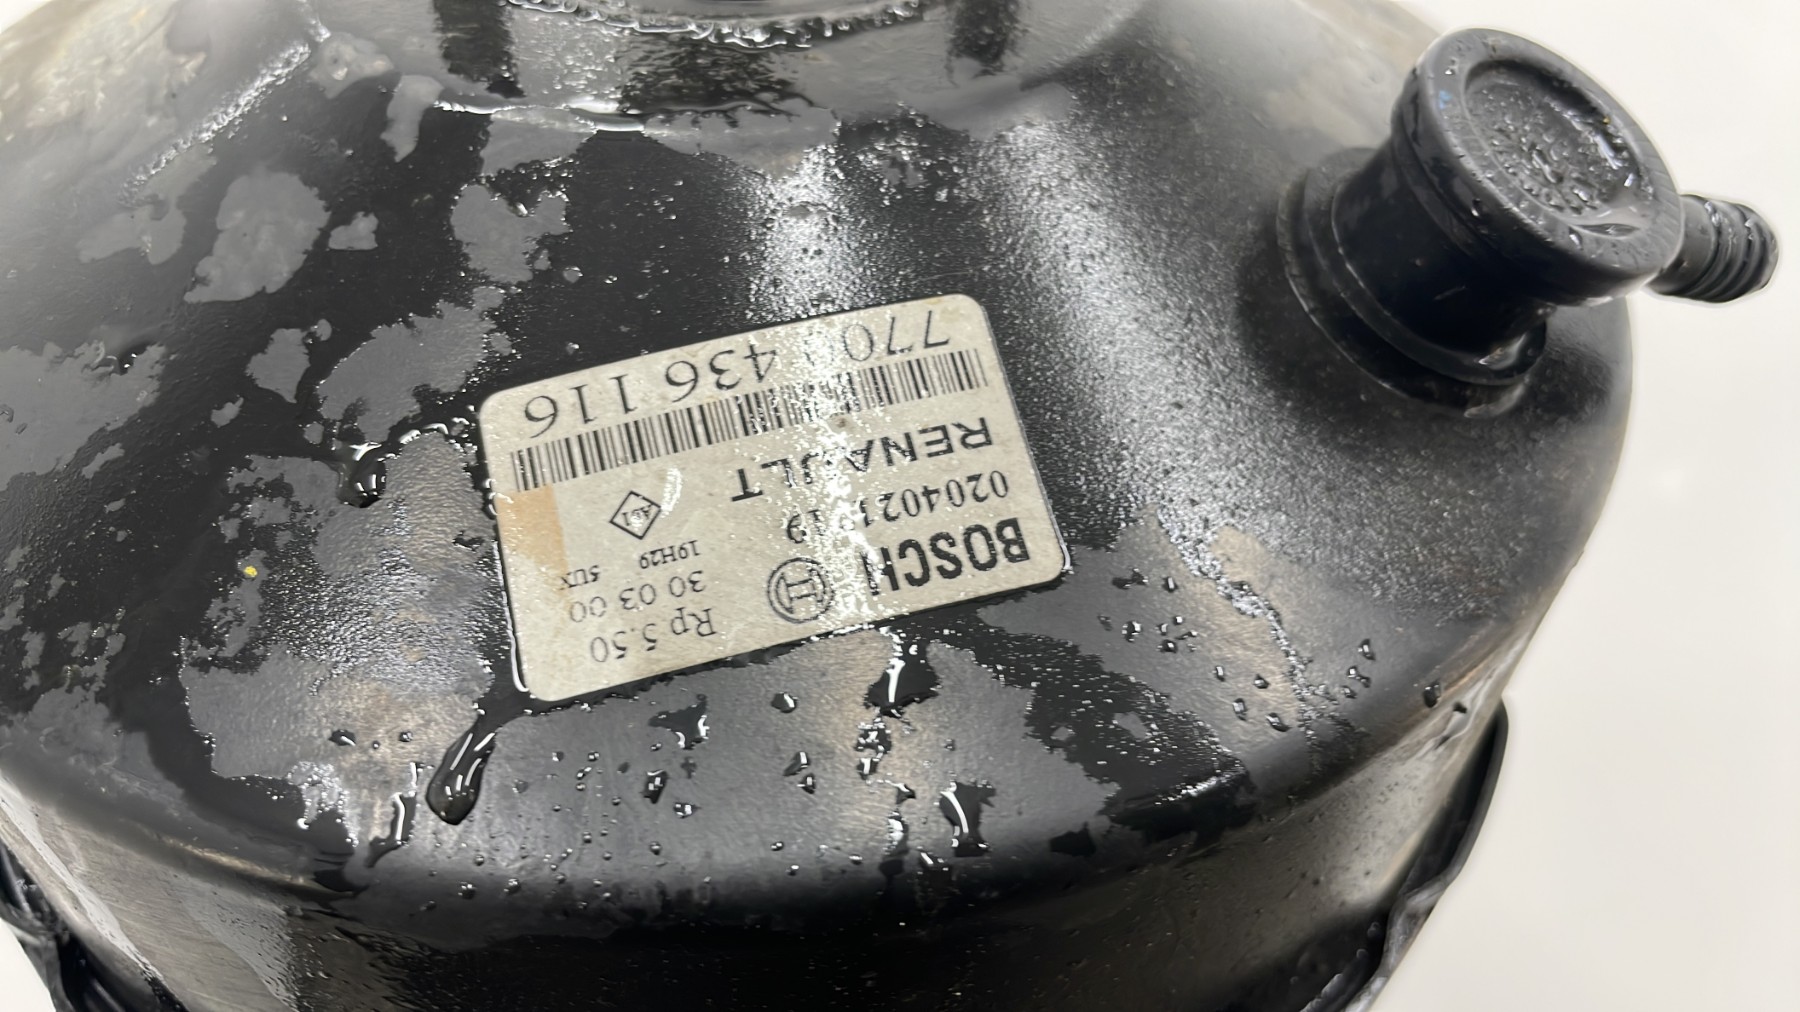 BOSCH Rp 5.50
30 03 00
RENAULT 19H29 5UX
436 116